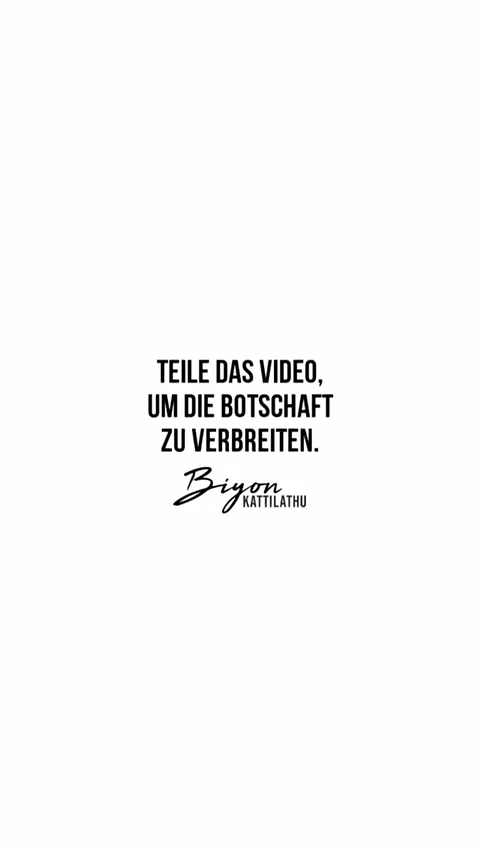 TEILE DAS VIDEO,
UM DIE BOTSCHAFT
ZU VERBREITEN.
Biyon
KATTILATHU